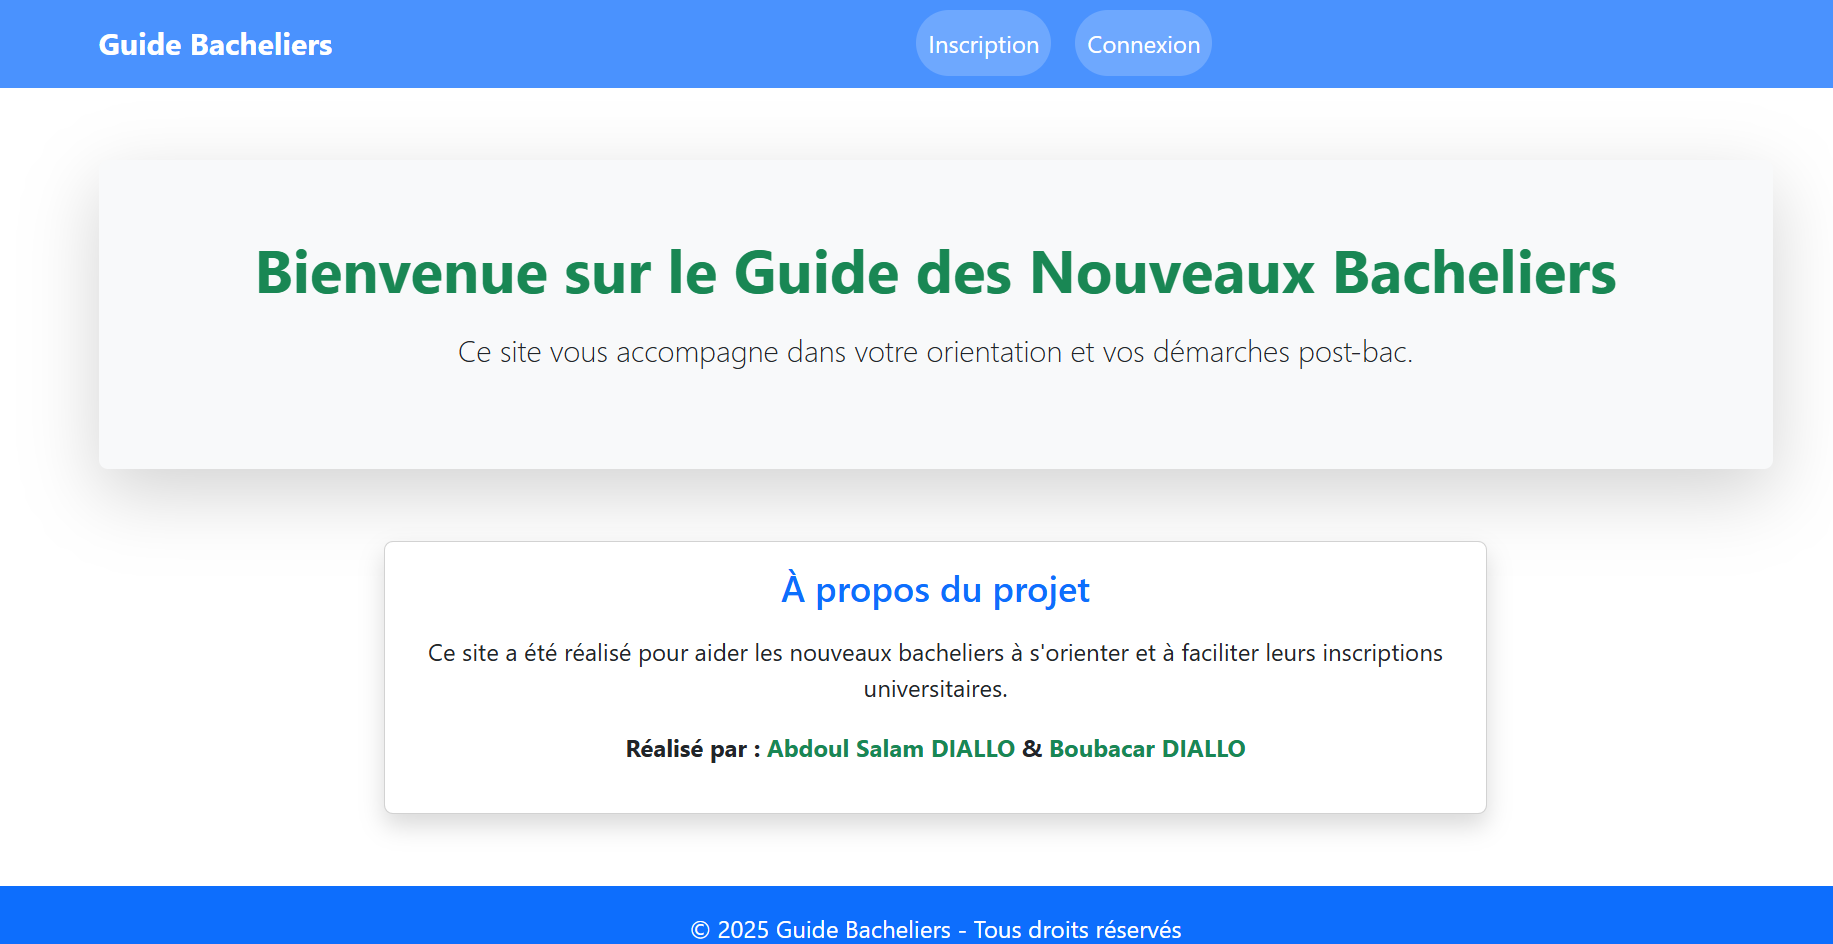 Guide Bacheliers
Inscription
Connexion
Bienvenue sur le Guide des Nouveaux Bacheliers
Ce site vous accompagne dans votre orientation et vos démarches post-bac.
À propos du projet
Ce site a été réalisé pour aider les nouveaux bacheliers à s'orienter et à faciliter leurs inscriptions
universitaires.
Réalisé par : Abdoul Salam DIALLO & Boubacar DIALLO
© 2025 Guide Bacheliers - Tous droits réservés